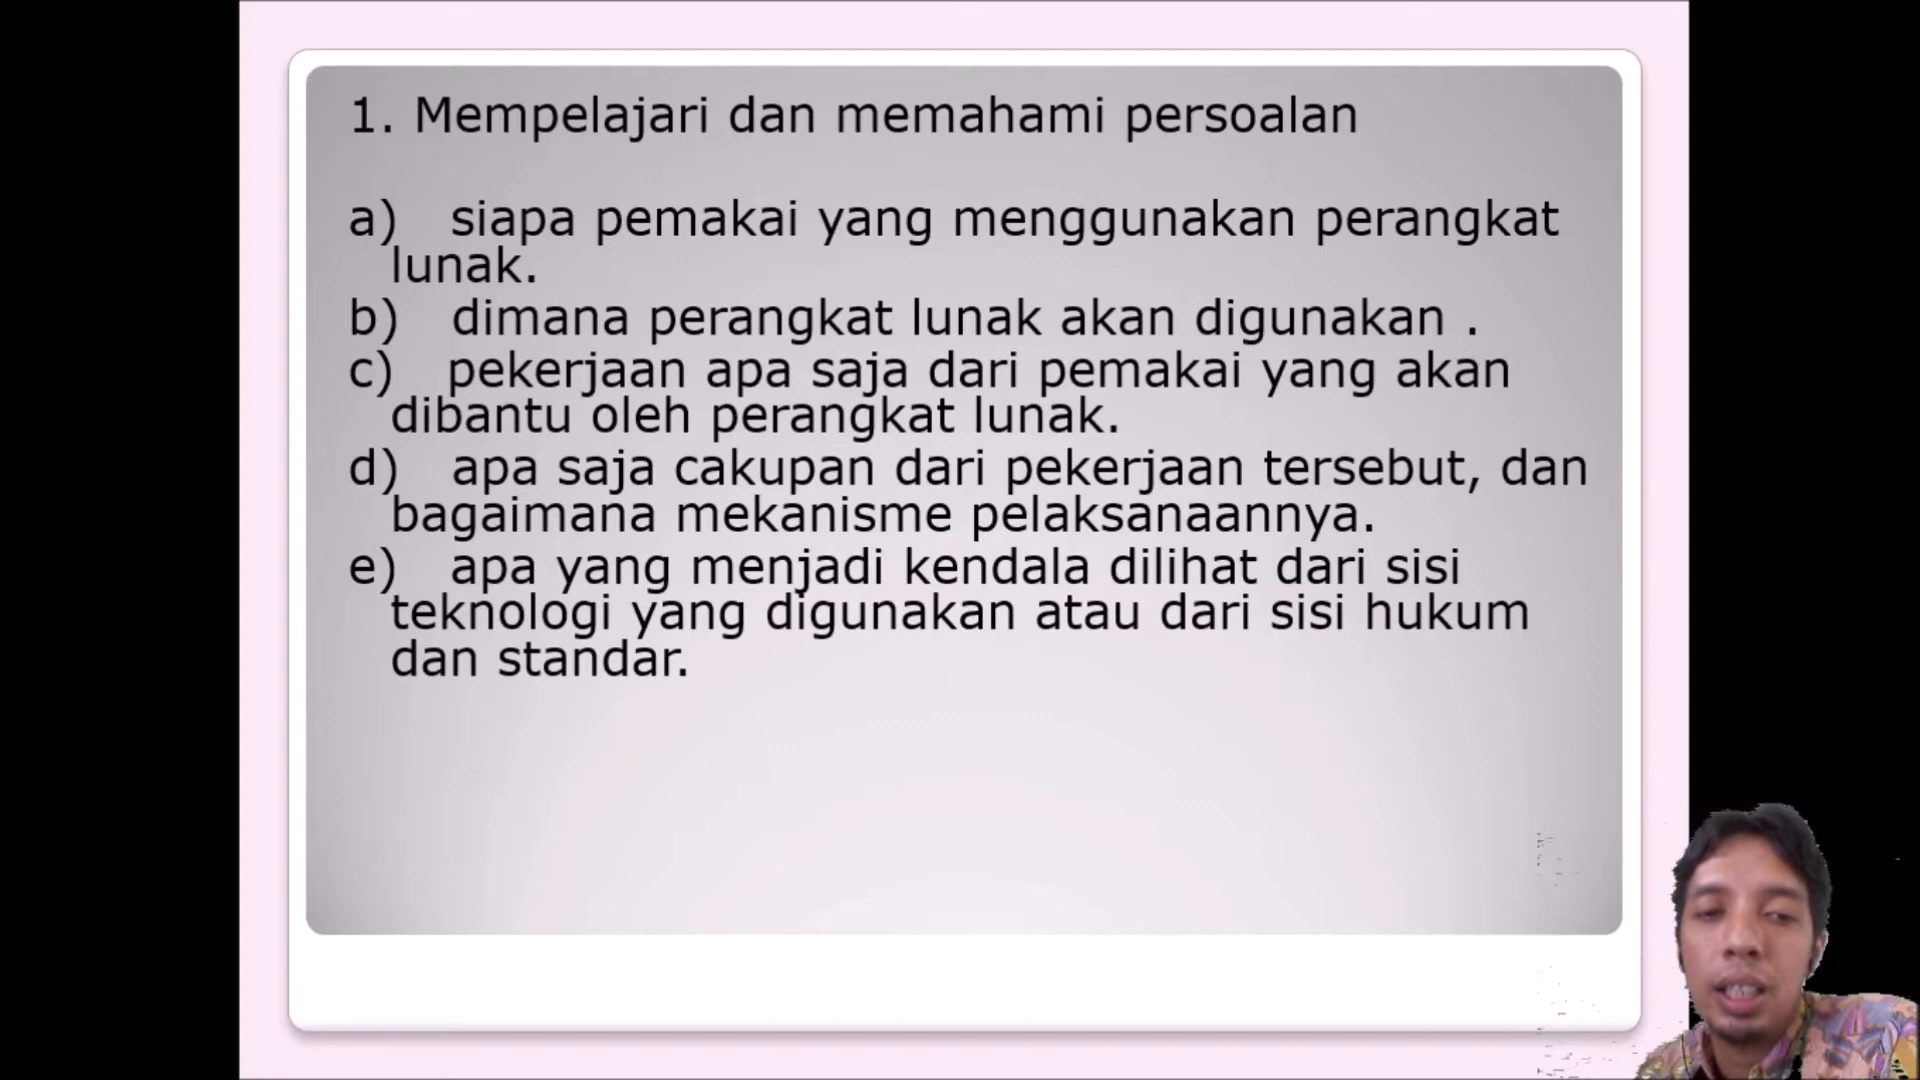 1. Mempelajari dan memahami persoalan
a) siapa pemakai yang menggunakan perangkat
lunak.
b) dimana perangkat lunak akan digunakan .
c) pekerjaan apa saja dari pemakai yang akan
dibantu oleh perangkat lunak.
d) apa saja cakupan dari pekerjaan tersebut, dan
bagaimana mekanisme pelaksanaannya.
e) apa yang menjadi kendala dilihat dari sisi
teknologi yang digunakan atau dari sisi hukum
dan standar.